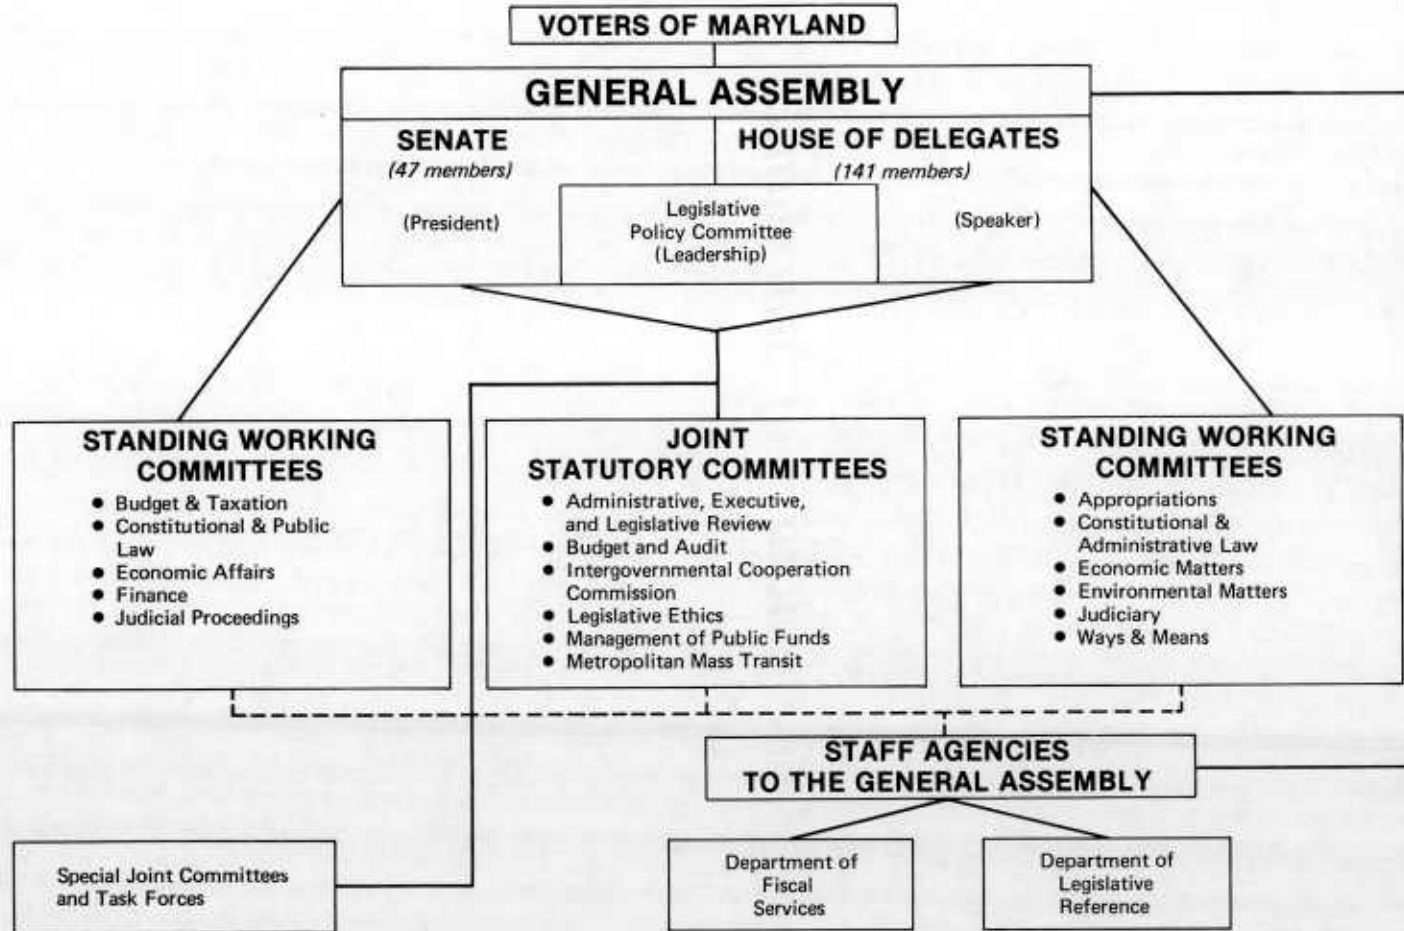 VOTERS OF MARYLAND
GENERAL ASSEMBLY
SENATE
(47 members)
(President)
HOUSE OF DELEGATES
(141 members)
(Speaker)
Legislative
Policy Committee
(Leadership)
STANDING WORKING
COMMITTEES
● Budget & Taxation
● Constitutional & Public
Law
● Economic Affairs
● Finance
● Judicial Proceedings
JOINT
STATUTORY COMMITTEES
● Administrative, Executive,
and Legislative Review
● Budget and Audit
● Intergovernmental Cooperation
Commission
● Legislative Ethics
● Management of Public Funds
● Metropolitan Mass Transit
STANDING WORKING
COMMITTEES
● Appropriations
● Constitutional &
Administrative Law
● Economic Matters
● Environmental Matters
● Judiciary
● Ways & Means
STAFF AGENCIES
TO THE GENERAL ASSEMBLY
Special Joint Committees
and Task Forces
Department of
Fiscal
Services
Department of
Legislative
Reference